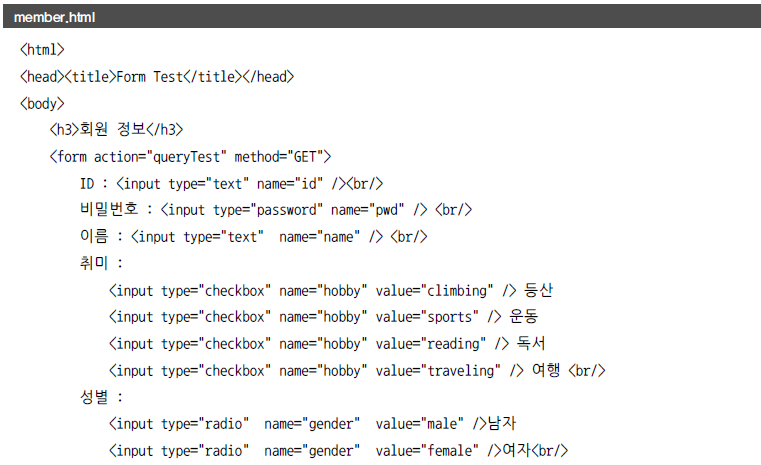 member.html
<html>
<head><title>Form Test</title></head>
<body>
<h3>회원 정보</h3>
<form action="queryTest" method="GET">
ID : <input type="text" name="id" /><br/>
비밀번호 : <input type="password" name="pwd" /> <br/>
이름 : <input type="text"  name="name" /> <br/>
취미 :
<input type="checkbox" name="hobby" value="climbing" /> 등산
<input type="checkbox" name="hobby" value="sports" /> 운동
<input type="checkbox" name="hobby" value="reading" /> 독서
<input type="checkbox" name="hobby" value="traveling" /> 여행 <br/>
성별 :
<input type="radio"  name="gender"  value="male" />남자
<input type="radio"  name="gender"  value="female" />여자<br/>